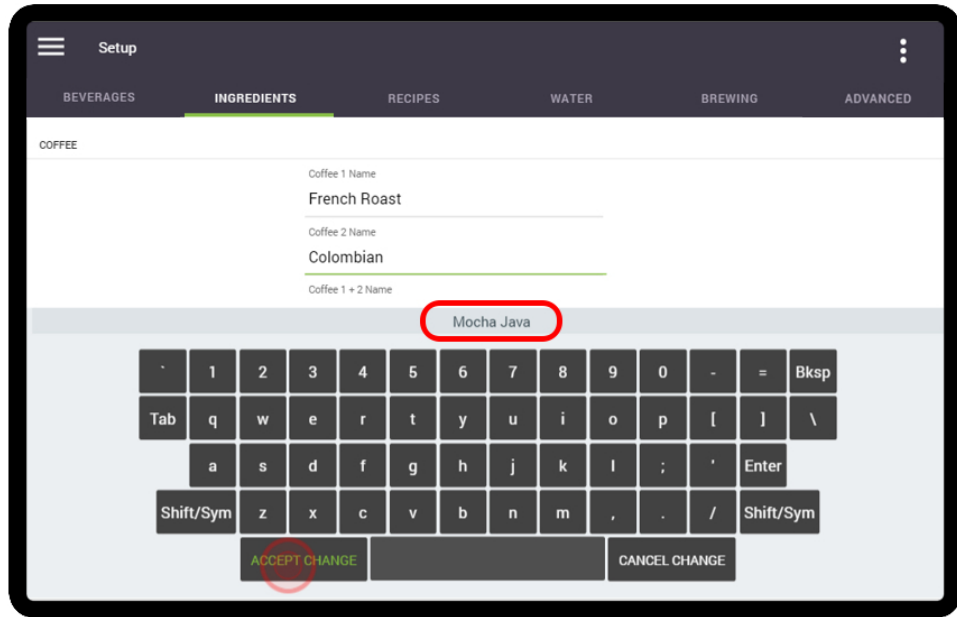 Setup
BEVERAGES INGREDIENTS RECIPES WATER BREWING ADVANCED
COFFEE
Coffee 1 Name
French Roast
Coffee 2 Name
Colombian
Coffee 1 + 2 Name
Mocha Java
` 1 2 3 4 5 6 7 8 9 0 - = Bksp
Tab q w e r t y u i o p [ ] \
a s d f g h j k l ; ' Enter
Shift/Sym z x c v b n m , . / Shift/Sym
ACCEPT CHANGE CANCEL CHANGE